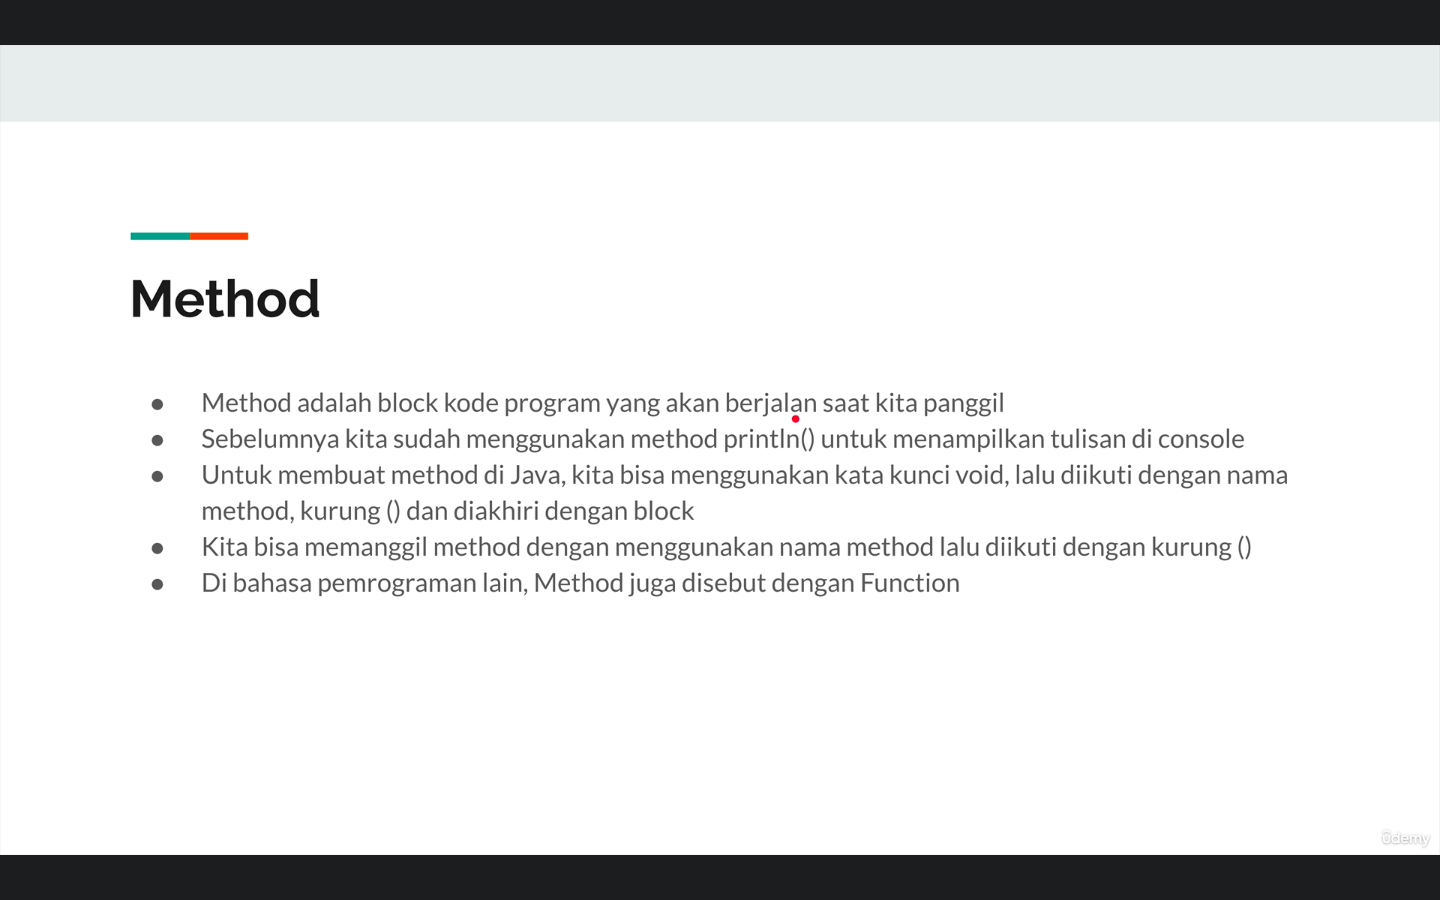 Method
● Method adalah block kode program yang akan berjalan saat kita panggil
● Sebelumnya kita sudah menggunakan method println() untuk menampilkan tulisan di console
● Untuk membuat method di Java, kita bisa menggunakan kata kunci void, lalu diikuti dengan nama
method, kurung () dan diakhiri dengan block
● Kita bisa memanggil method dengan menggunakan nama method lalu diikuti dengan kurung ()
● Di bahasa pemrograman lain, Method juga disebut dengan Function
ûdemy